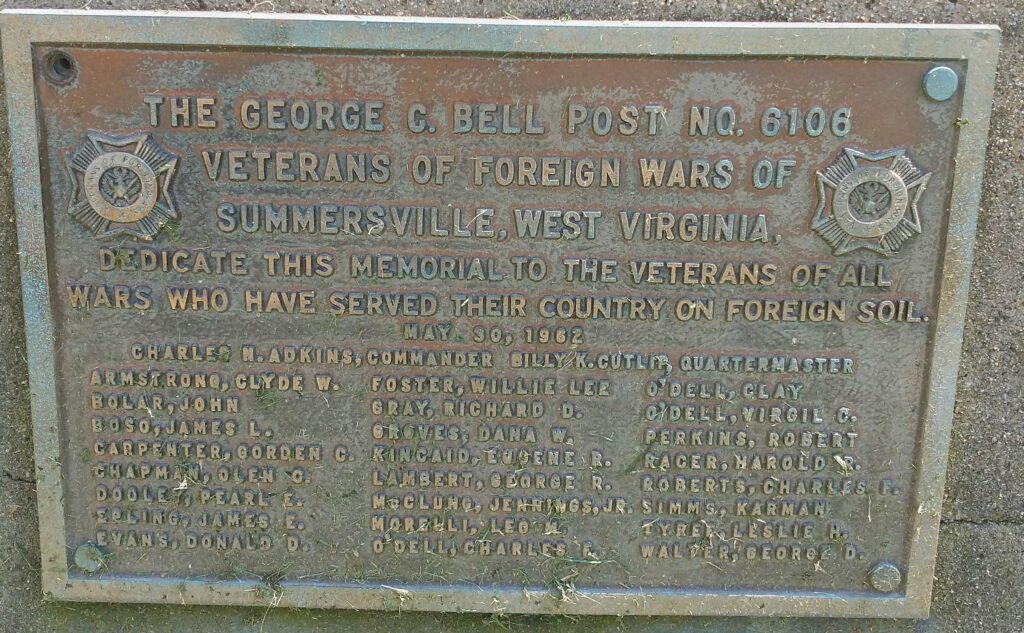 THE GEORGE C. BELL POST NO. 6106
VETERANS OF FOREIGN WARS OF
SUMMERSVILLE, WEST VIRGINIA,
DEDICATE THIS MEMORIAL TO THE VETERANS OF ALL
WARS WHO HAVE SERVED THEIR COUNTRY ON FOREIGN SOIL.
MAY. 30, 1962
CHARLES N. ADKINS, COMMANDER BILLY K. CUTLIP, QUARTERMASTER
ARMSTRONG, CLYDE W.
BOLAR, JOHN
BOSO, JAMES L.
CARPENTER, GORDEN C.
CHAPMAN, OLEN C.
DOOLEY, PEARL E.
EPLING, JAMES E.
EVANS, DONALD D.
FOSTER, WILLIE LEE
GRAY, RICHARD D.
GROVES, DANA W.
KINCAID, EUGENE R.
LAMBERT, GEORGE R.
McCLUNG, JENNINGS, JR.
MORELLI, LEO
O'DELL, CHARLES
O'DELL, CLAY
O'DELL, VIRGIL C.
PERKINS, ROBERT
RACER, HAROLD
ROBERTS, CHARLES F.
SIMMS, KARMAN
TYREE, LESLIE H.
WALKER, GEORGE D.